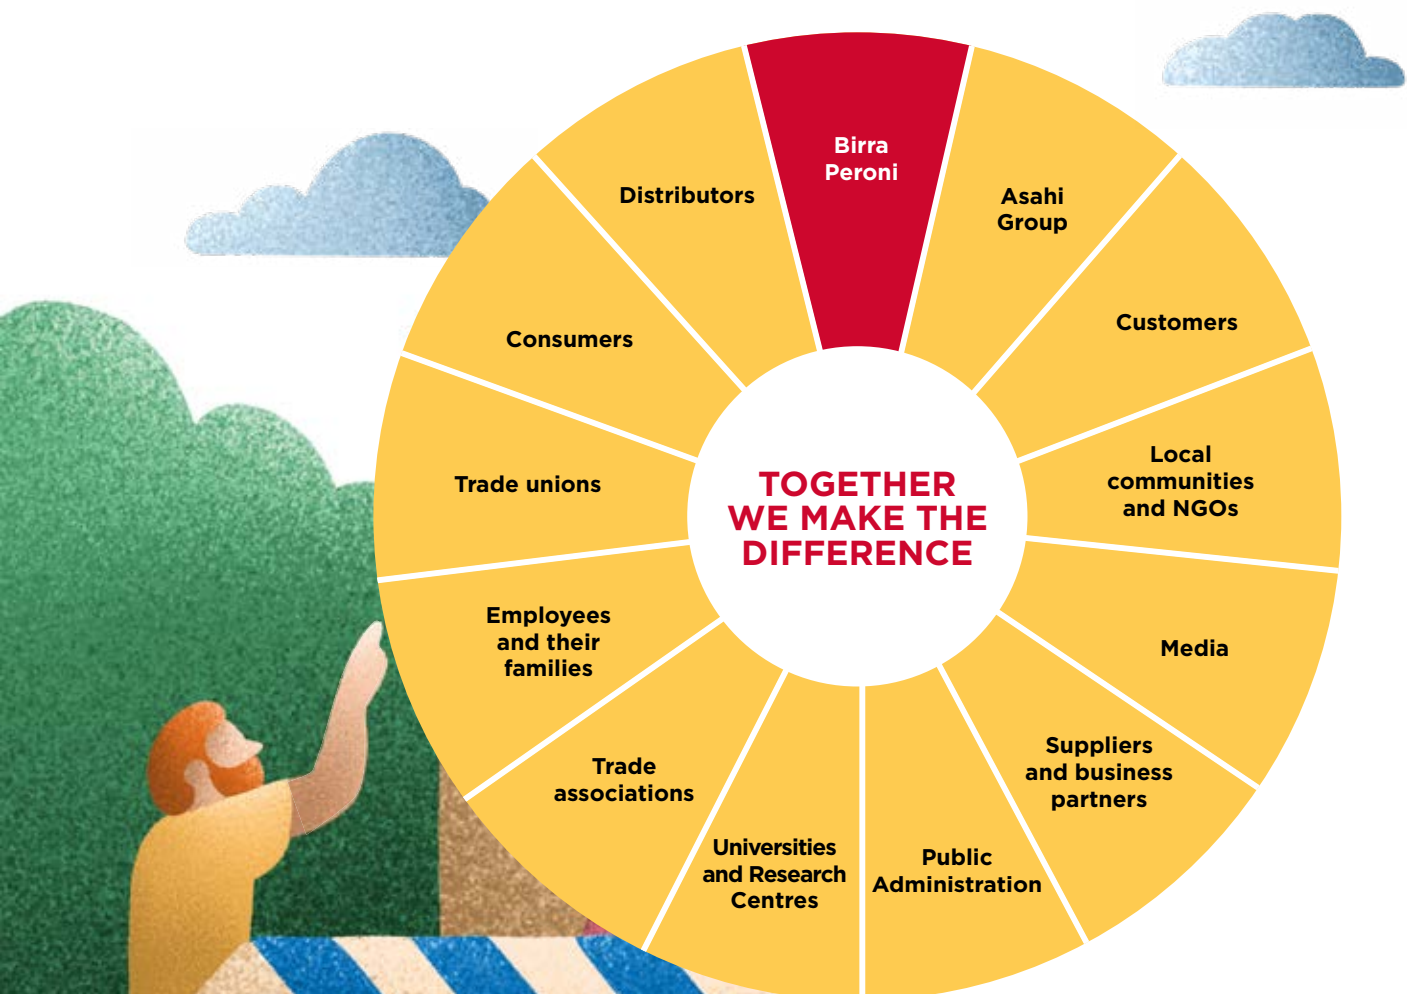 Birra
Peroni
Asahi
Group
Customers
Local
communities
and NGOs
Media
Suppliers
and business
partners
Public
Administration
Universities
and Research
Centres
Trade
associations
Employees
and their
families
Trade unions
Consumers
Distributors
TOGETHER
WE MAKE THE
DIFFERENCE